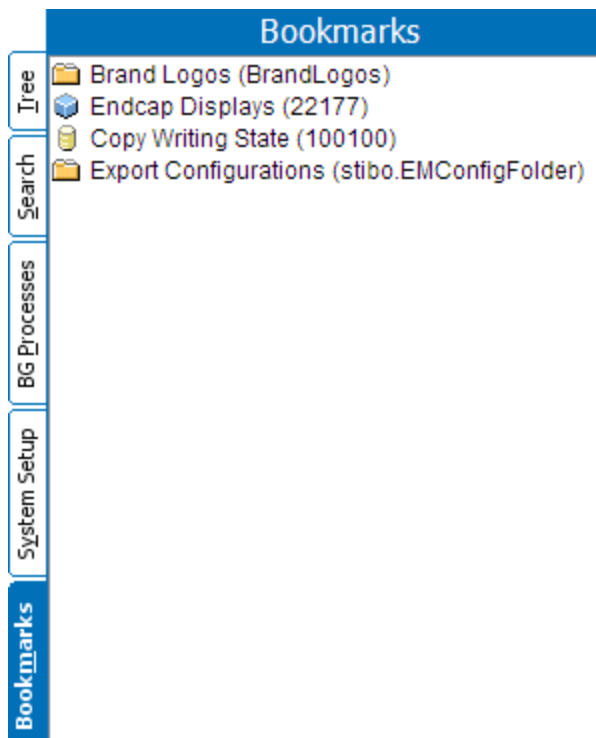 Bookmarks
Tree
Search
BG Processes
System Setup
Bookmarks
Brand Logos (BrandLogos)
Endcap Displays (22177)
Copy Writing State (100100)
Export Configurations (stibo.EMConfigFolder)